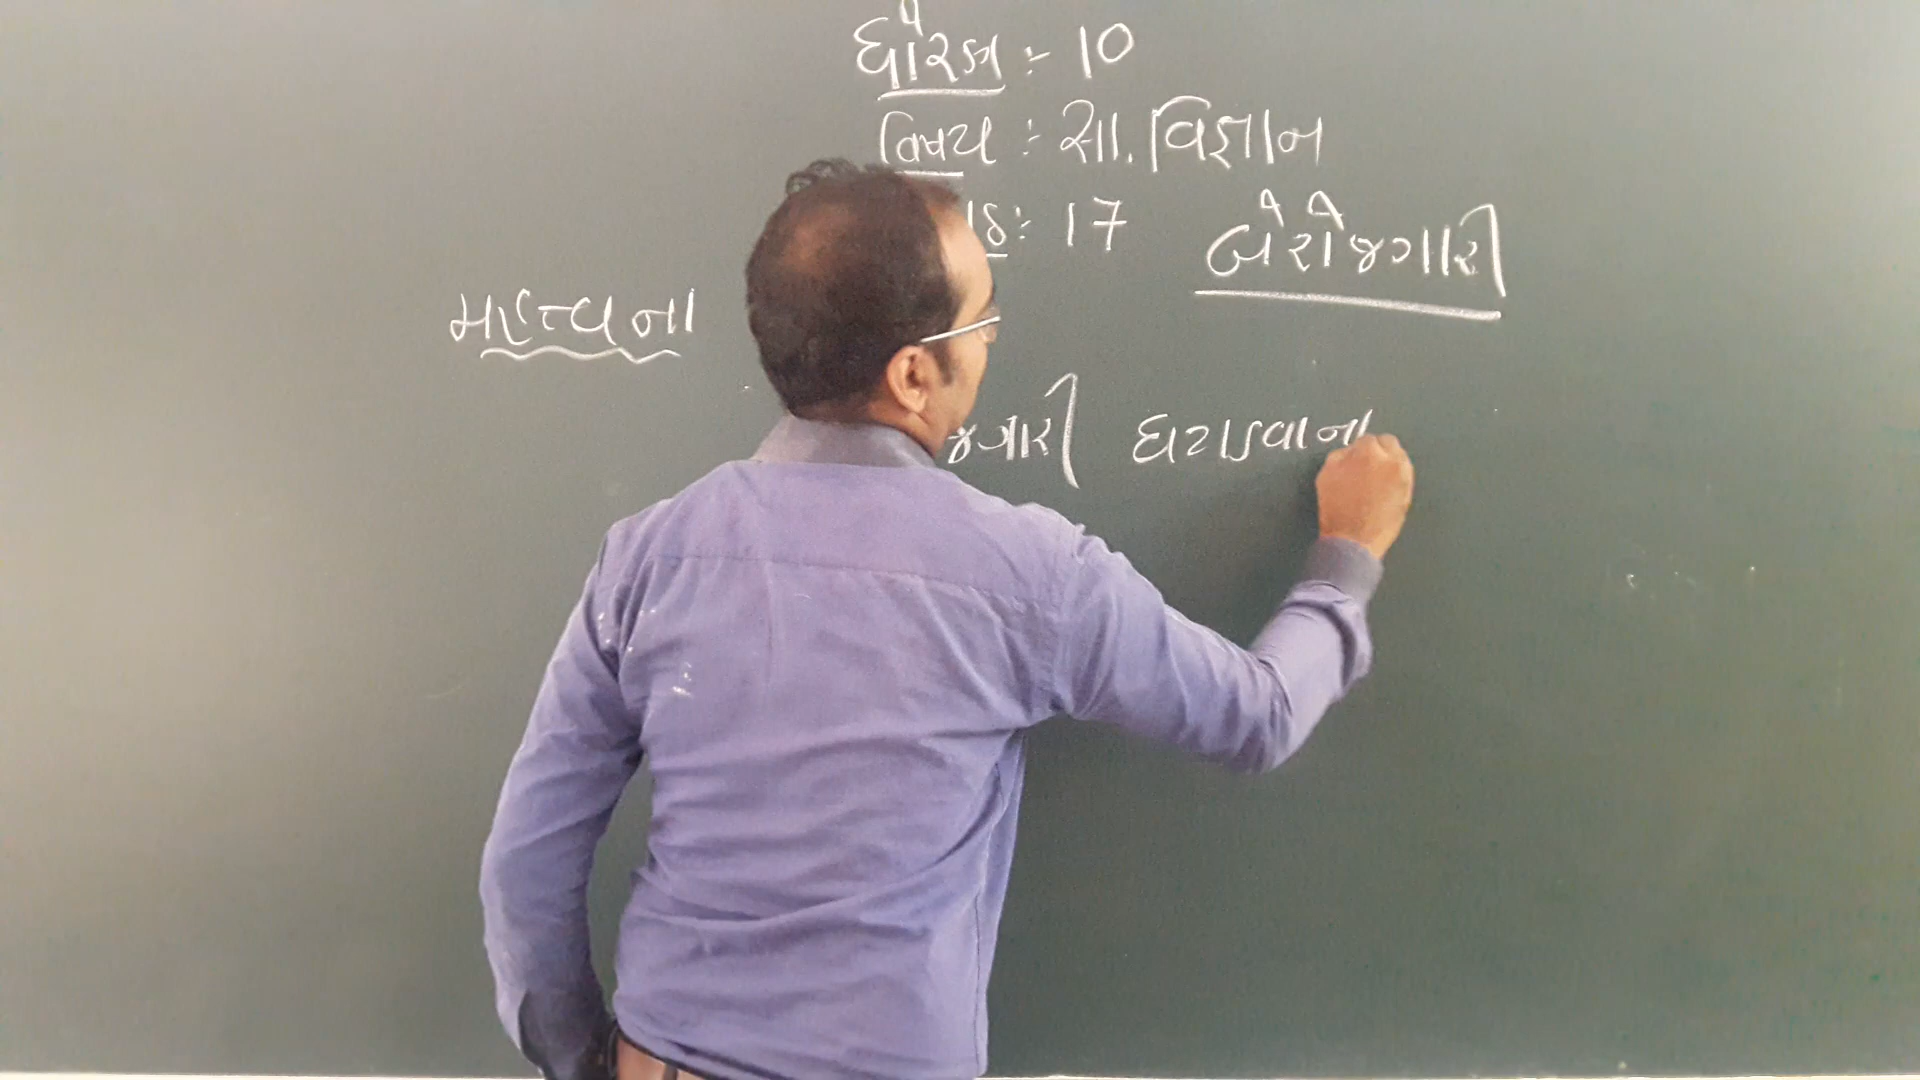 ધોરણ :- 10
વિષય :- સા. વિજ્ઞાન
ઠ :- 17 બેરોજગારી
મહત્વના
જગારી ઘટાડવાના